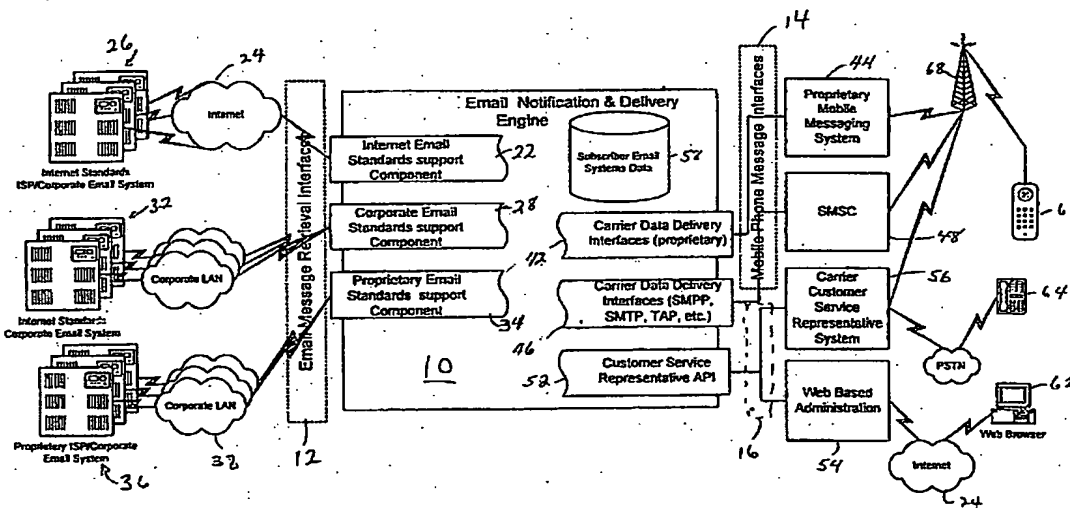 26
24
Internet
Internet Standards
ISP/Corporate Email System
32
Corporate LAN
Internet Standards
Corporate Email System
Corporate LAN
38
Proprietary ISP/Corporate
Email System
36
Email Message Retrieval Interfaces
12
Email Notification & Delivery
Engine
Internet Email
Standards support
Component
22
Subscriber Email
Systems Data
58
Corporate Email
Standards support
Component
28
Carrier Data Delivery
Interfaces (proprietary)
42
Proprietary Email
Standards support
Component
34
Carrier Data Delivery
Interfaces (SMPP,
SMTP, TAP, etc.)
46
10
Customer Service
Representative API
52
14
Mobile Phone Message Interfaces
16
44
Proprietary
Mobile
Messaging
System
68
SMSC
48
6
56
Carrier
Customer
Service
Representative
System
64
PSTN
Web Based
Administration
54
62
Web Browser
Internet
24